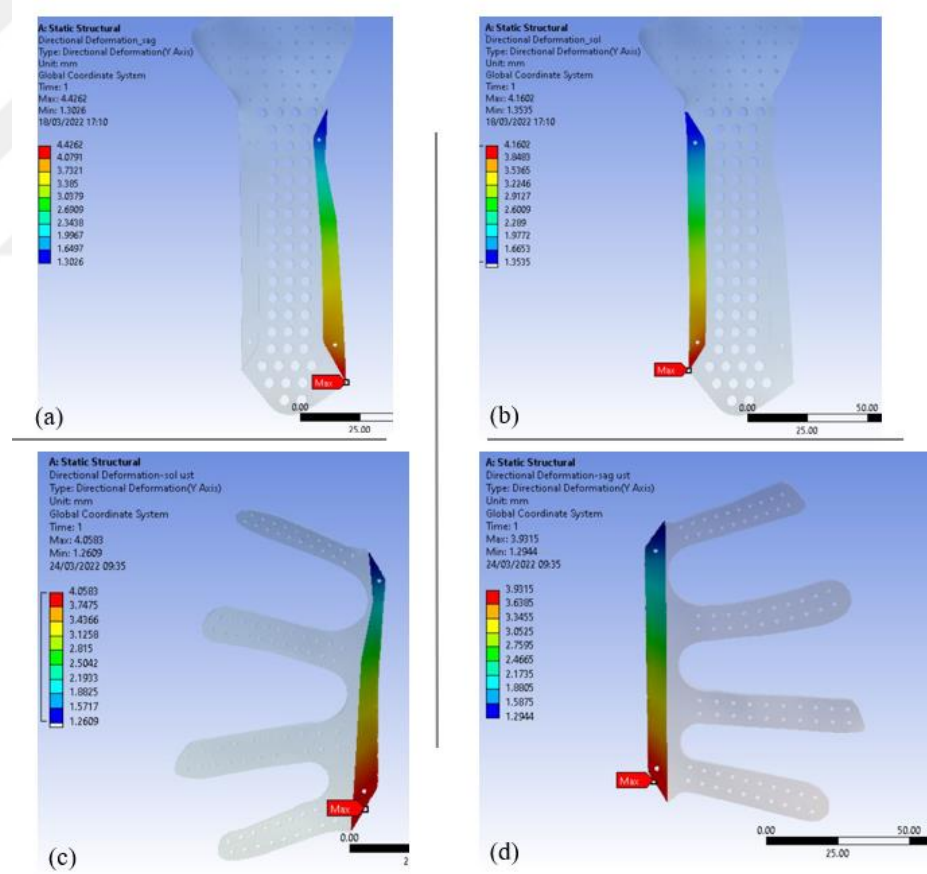 A: Static Structural
Directional Deformation_sag
Type: Directional Deformation(Y Axis)
Unit: mm
Global Coordinate System
Time: 1
Max: 4.4262
Min: 1.3026
18/03/2022 17:10
4.4262
4.0791
3.7321
3.385
3.0379
2.6909
2.3438
1.9967
1.6497
1.3026
Max
0.00
25.00
(a)
A: Static Structural
Directional Deformation_sol
Type: Directional Deformation(Y Axis)
Unit: mm
Global Coordinate System
Time: 1
Max: 4.1602
Min: 1.3535
18/03/2022 17:10
4.1602
3.8483
3.5365
3.2246
2.9127
2.6009
2.289
1.9772
1.6653
1.3535
Max
0.00
50.00
25.00
(b)
A: Static Structural
Directional Deformation-sol ust
Type: Directional Deformation(Y Axis)
Unit: mm
Global Coordinate System
Time: 1
Max: 4.0583
Min: 1.2609
24/03/2022 09:35
4.0583
3.7475
3.4366
3.1258
2.815
2.5042
2.1933
1.8825
1.5717
1.2609
Max
0.00
2
(c)
A: Static Structural
Directional Deformation-sag ust
Type: Directional Deformation(Y Axis)
Unit: mm
Global Coordinate System
Time: 1
Max: 3.9315
Min: 1.2944
24/03/2022 09:35
3.9315
3.6385
3.3455
3.0525
2.7595
2.4665
2.1735
1.8805
1.5875
1.2944
Max
0.00
50.00
25.00
(d)